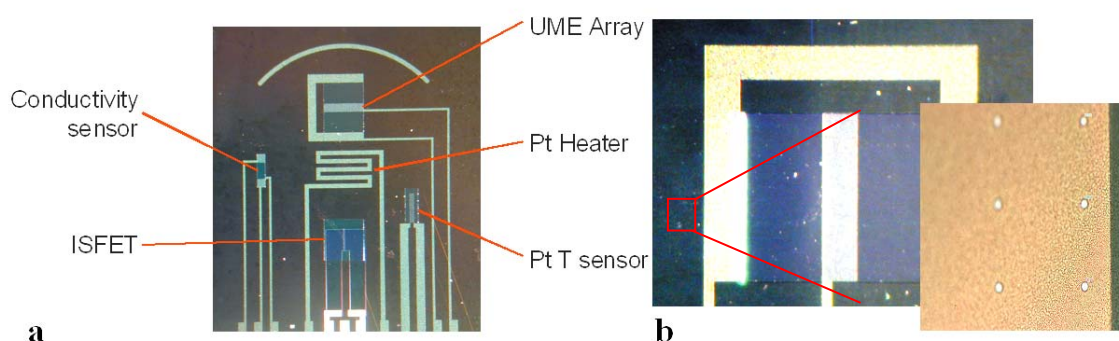 UME Array
Conductivity
sensor
Pt Heater
ISFET
Pt T sensor
a
b